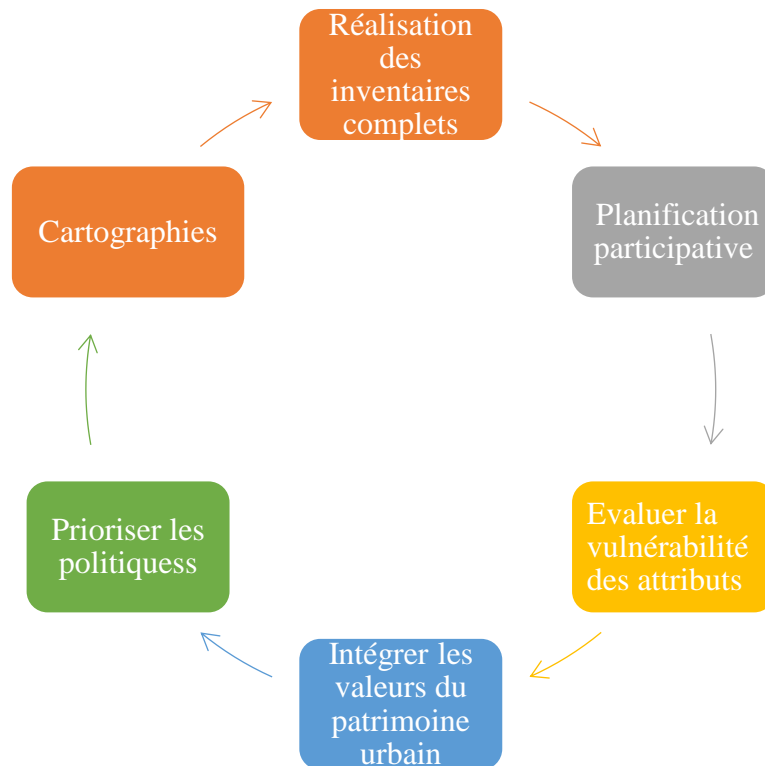 Réalisation
des
inventaires
complets
Planification
participative
Evaluer la
vulnérabilité
des attributs
Intégrer les
valeurs du
patrimoine
urbain
Prioriser les
politiquess
Cartographies